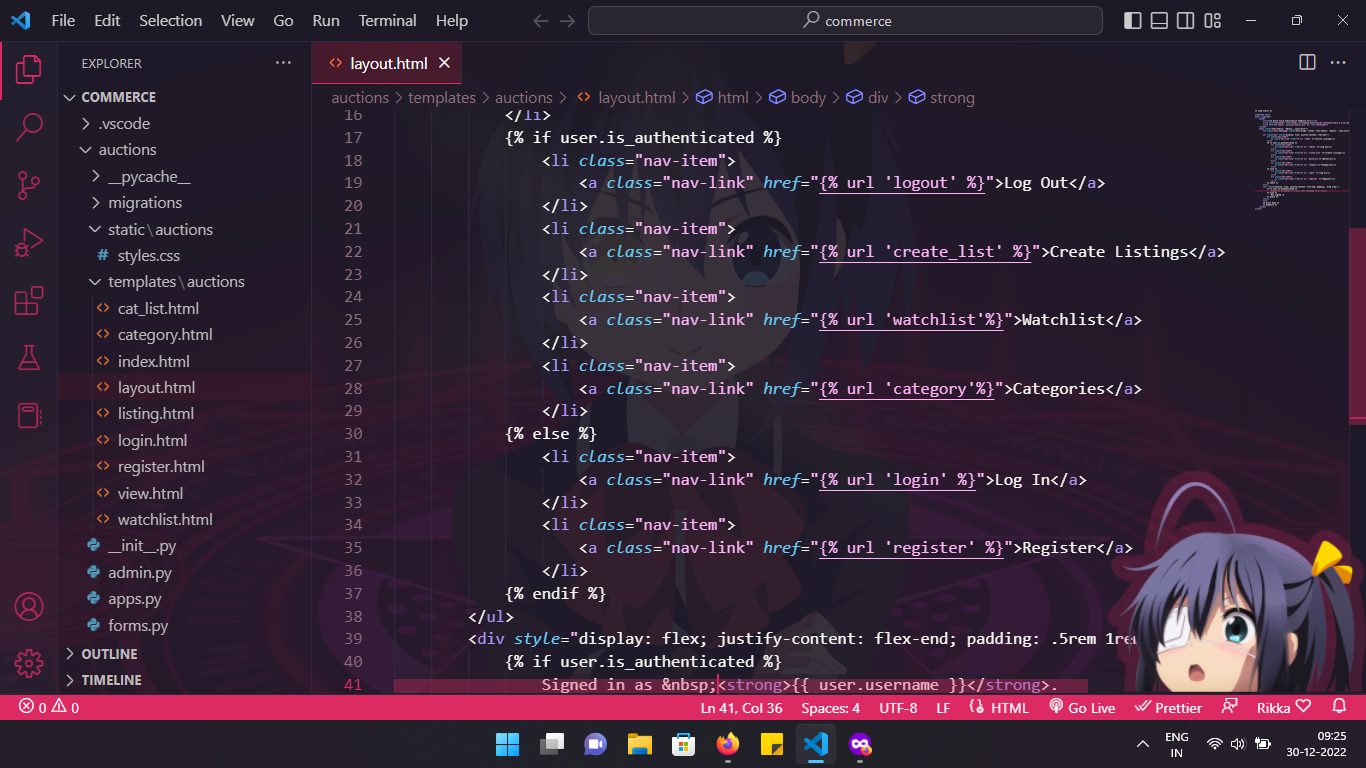 File Edit Selection View Go Run Terminal Help
commerce
EXPLORER
layout.html
COMMERCE
.vscode
auctions
__pycache__
migrations
static\auctions
# styles.css
templates\auctions
cat_list.html
category.html
index.html
layout.html
listing.html
login.html
register.html
view.html
watchlist.html
__init__.py
admin.py
apps.py
forms.py
OUTLINE
TIMELINE
auctions > templates > auctions > layout.html > html > body > div > strong
16 </li>
17 {% if user.is_authenticated %}
18 <li class="nav-item">
19 <a class="nav-link" href="{% url 'logout' %}">Log Out</a>
20 </li>
21 <li class="nav-item">
22 <a class="nav-link" href="{% url 'create_list' %}">Create Listings</a>
23 </li>
24 <li class="nav-item">
25 <a class="nav-link" href="{% url 'watchlist'%}">Watchlist</a>
26 </li>
27 <li class="nav-item">
28 <a class="nav-link" href="{% url 'category'%}">Categories</a>
29 </li>
30 {% else %}
31 <li class="nav-item">
32 <a class="nav-link" href="{% url 'login' %}">Log In</a>
33 </li>
34 <li class="nav-item">
35 <a class="nav-link" href="{% url 'register' %}">Register</a>
36 </li>
37 {% endif %}
38 </ul>
39 <div style="display: flex; justify-content: flex-end; padding: .5rem 1re
40 {% if user.is_authenticated %}
41 Signed in as &nbsp;<strong>{{ user.username }}</strong>.
0 0
Ln 41, Col 36 Spaces: 4 UTF-8 LF HTML Go Live Prettier Rikka
ENG
IN
09:25
30-12-2022